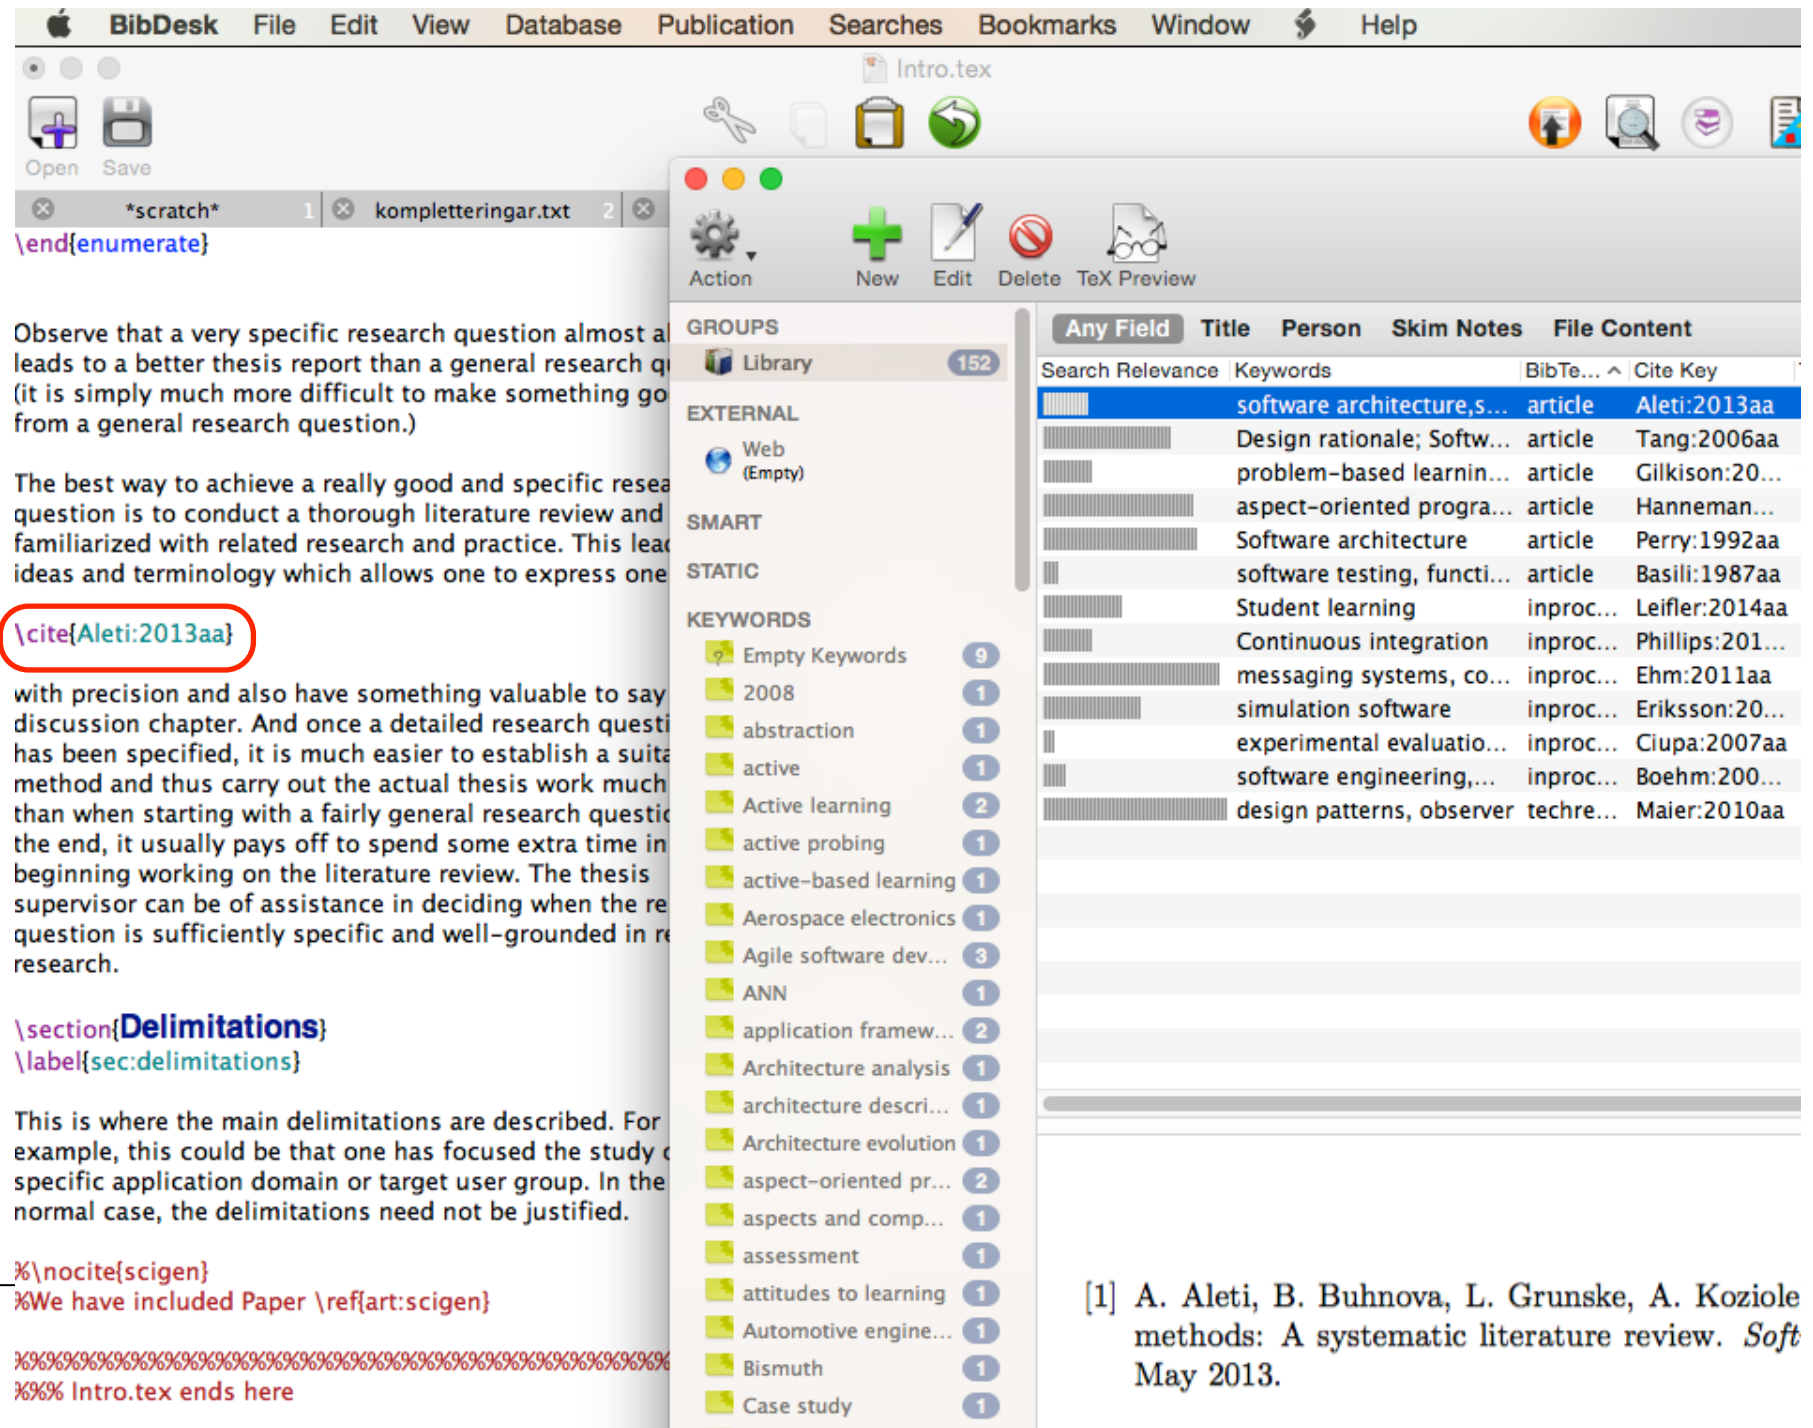 BibDesk File Edit View Database Publication Searches Bookmarks Window Help
Intro.tex
Open Save
*scratch* 1 kompletteringar.txt 2
\end{enumerate}
Observe that a very specific research question almost al
leads to a better thesis report than a general research qu
(it is simply much more difficult to make something go
from a general research question.)
The best way to achieve a really good and specific resea
question is to conduct a thorough literature review and
familiarized with related research and practice. This lead
ideas and terminology which allows one to express one
\cite{Aleti:2013aa}
with precision and also have something valuable to say
discussion chapter. And once a detailed research questi
has been specified, it is much easier to establish a suita
method and thus carry out the actual thesis work much
than when starting with a fairly general research questio
the end, it usually pays off to spend some extra time in
beginning working on the literature review. The thesis
supervisor can be of assistance in deciding when the re
question is sufficiently specific and well-grounded in re
research.
\section{Delimitations}
\label{sec:delimitations}
This is where the main delimitations are described. For
example, this could be that one has focused the study o
specific application domain or target user group. In the
normal case, the delimitations need not be justified.
%\nocite{scigen}
%We have included Paper \ref{art:scigen}
%%%%%%%%%%%%%%%%%%%%%%%%%%%%%%%%%%%%%%%
%%% Intro.tex ends here
Action New Edit Delete TeX Preview
GROUPS
Library 152
EXTERNAL
Web
(Empty)
SMART
STATIC
KEYWORDS
Empty Keywords 9
2008 1
abstraction 1
active 1
Active learning 2
active probing 1
active-based learning 1
Aerospace electronics 1
Agile software dev... 3
ANN 1
application framew... 2
Architecture analysis 1
architecture descri... 1
Architecture evolution 1
aspect-oriented pr... 2
aspects and comp... 1
assessment 1
attitudes to learning 1
Automotive engine... 1
Bismuth 1
Case study 1
Any Field Title Person Skim Notes File Content
Search Relevance Keywords BibTe... Cite Key
software architecture,s... article Aleti:2013aa
Design rationale; Softw... article Tang:2006aa
problem-based learnin... article Gilkison:20...
aspect-oriented progra... article Hanneman...
Software architecture article Perry:1992aa
software testing, functi... article Basili:1987aa
Student learning inproc... Leifler:2014aa
Continuous integration inproc... Phillips:201...
messaging systems, co... inproc... Ehm:2011aa
simulation software inproc... Eriksson:20...
experimental evaluatio... inproc... Ciupa:2007aa
software engineering,... inproc... Boehm:200...
design patterns, observer techre... Maier:2010aa
[1] A. Aleti, B. Buhnova, L. Grunske, A. Koziole
methods: A systematic literature review. Soft
May 2013.